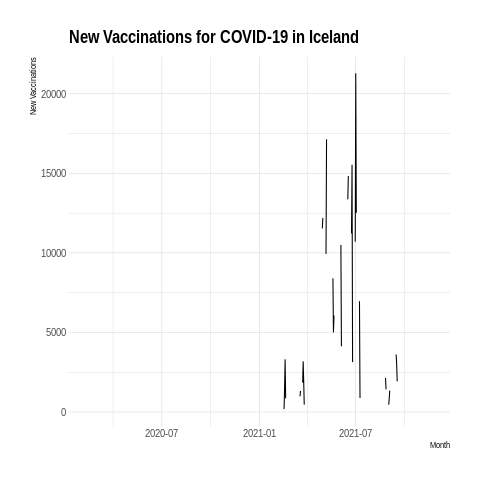 New Vaccinations for COVID-19 in Iceland
New Vaccinations
20000
15000
10000
5000
0
2020-07
2021-01
2021-07
Month